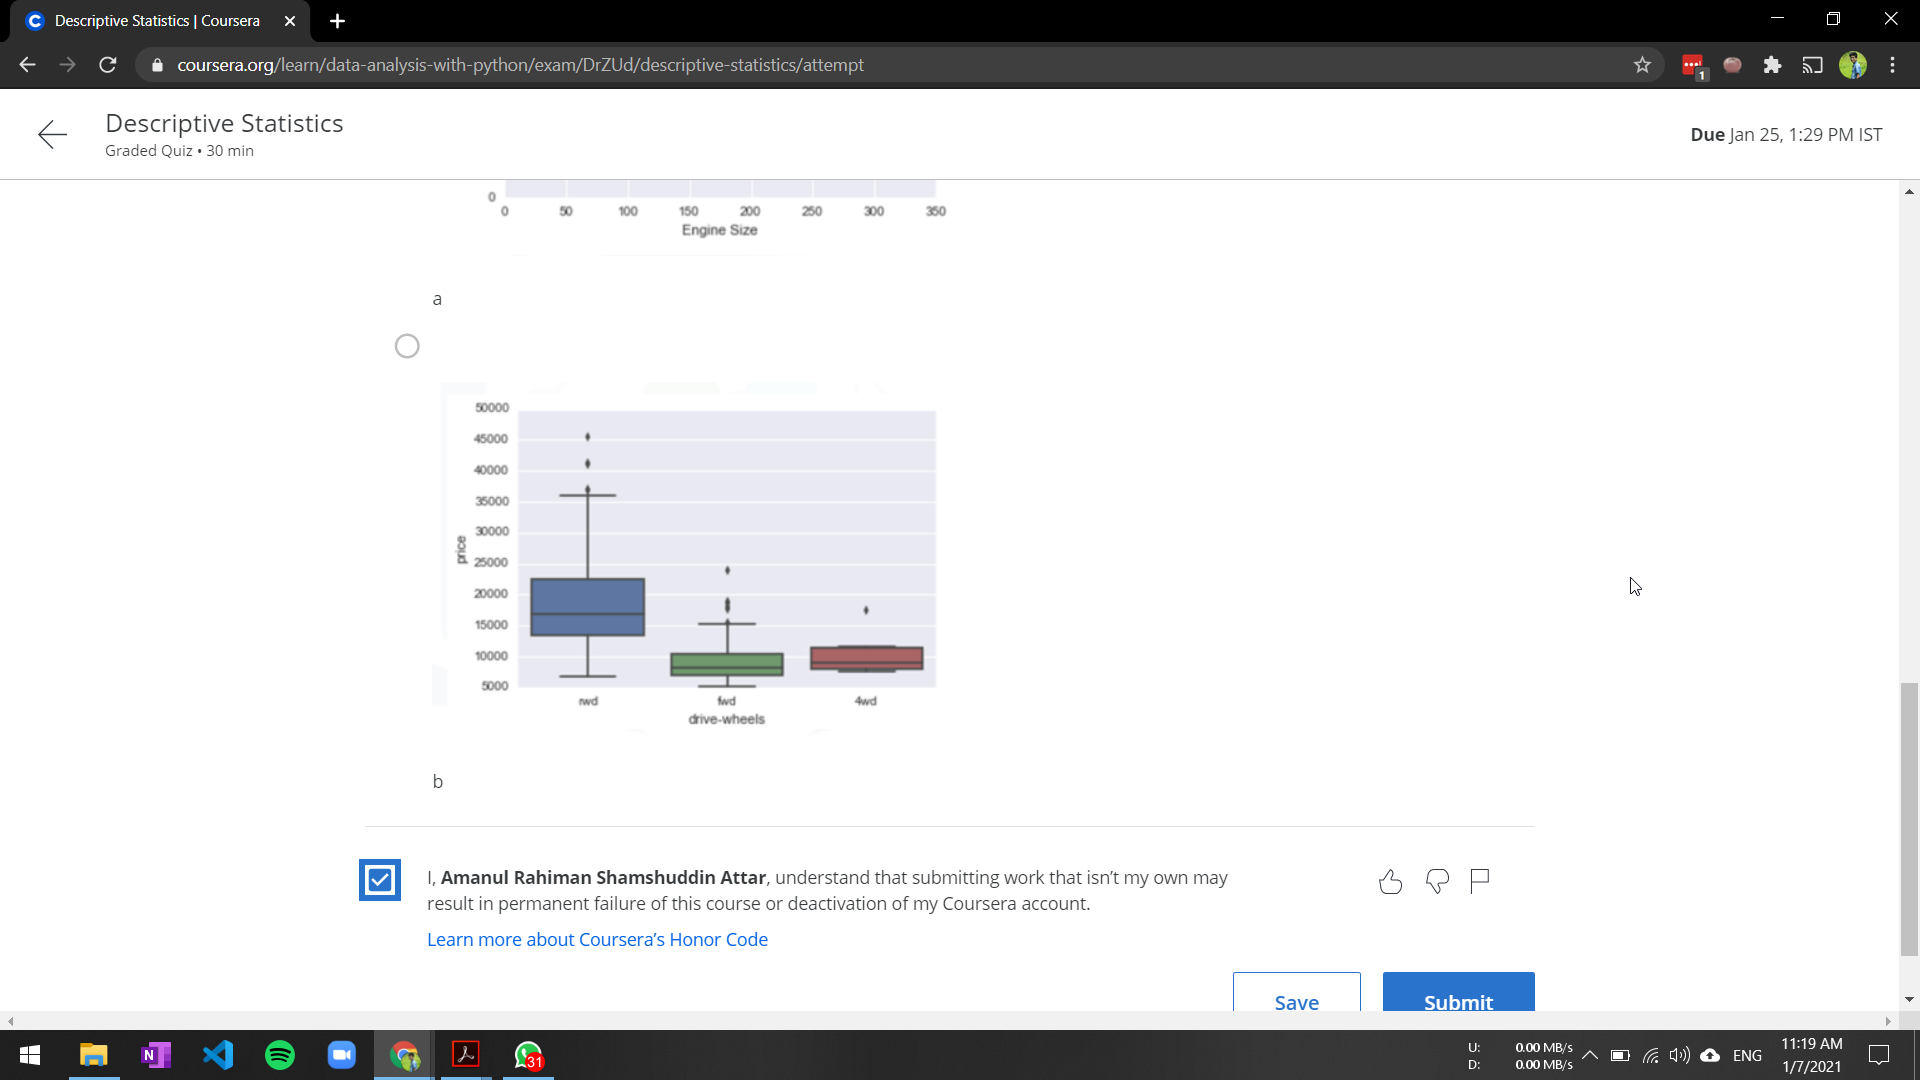 Descriptive Statistics | Coursera
coursera.org/learn/data-analysis-with-python/exam/DrZUd/descriptive-statistics/attempt
1
Descriptive Statistics
Graded Quiz • 30 min
Due Jan 25, 1:29 PM IST
0
0 50 100 150 200 250 300 350
Engine Size
a
50000
45000
40000
35000
30000
25000
20000
15000
10000
5000
price
rwd fwd 4wd
drive-wheels
b
I, Amanul Rahiman Shamshuddin Attar, understand that submitting work that isn't my own may
result in permanent failure of this course or deactivation of my Coursera account.
Learn more about Coursera's Honor Code
Save
Submit
31
U: 0.00 MB/s
D: 0.00 MB/s
ENG
11:19 AM
1/7/2021